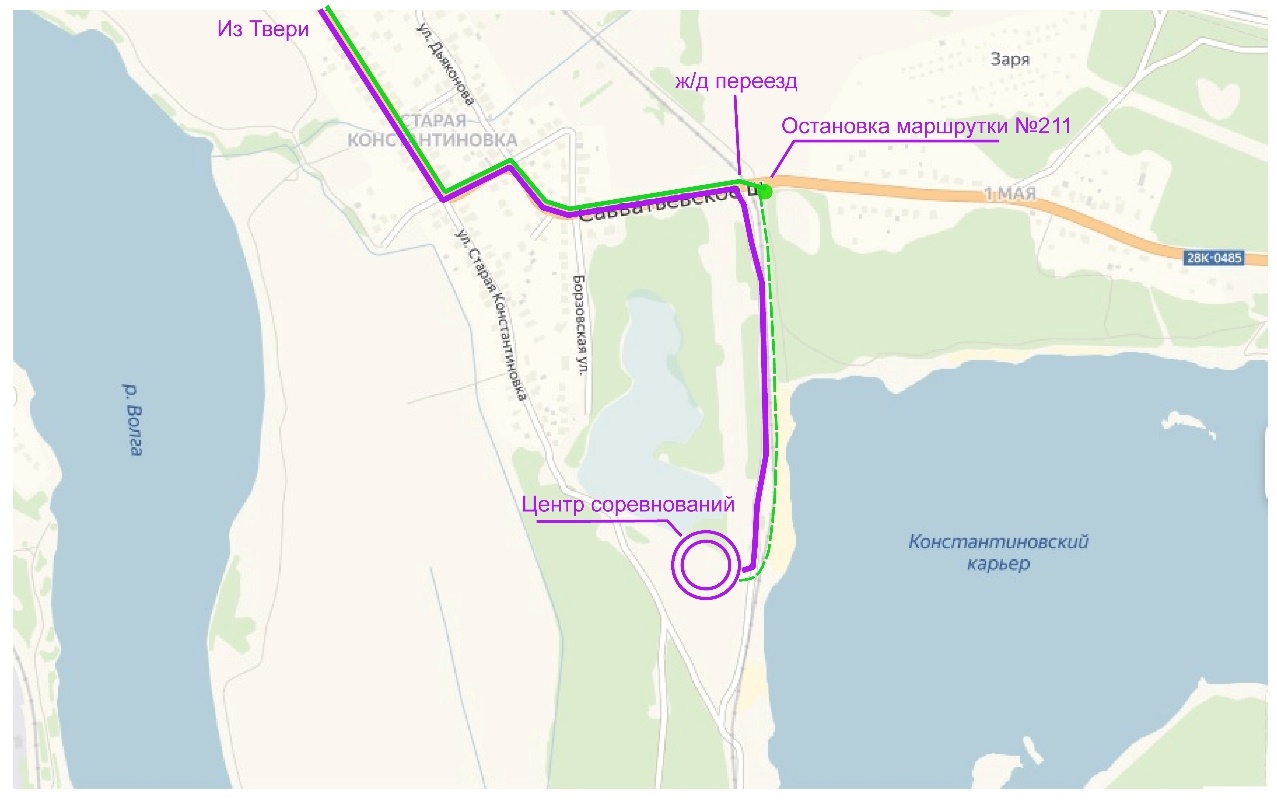 Из Твери
ул. Дьяконова
Заря
ж/д переезд
СТАРАЯ
КОНСТАНТИНОВКА
Остановка маршрутки №211
Савватьевское ш
1 МАЯ
28К-0485
ул. Старая Константиновка
Борзовская ул.
р. Волга
Центр соревнований
Константиновский
карьер